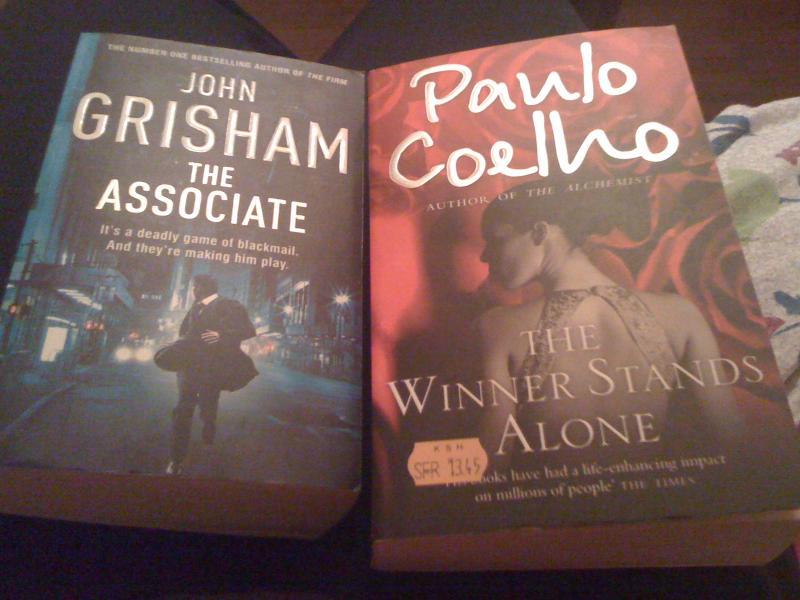 THE NUMBER ONE BESTSELLING AUTHOR OF THE FIRM
JOHN
GRISHAM
THE
ASSOCIATE
It's a deadly game of blackmail.
And they're making him play.
Paulo
Coelho
AUTHOR OF THE ALCHEMIST
THE
WINNER STANDS
ALONE
KSH
SFR 13.45
books have had a life-enhancing impact
on millions of people' THE TIMES